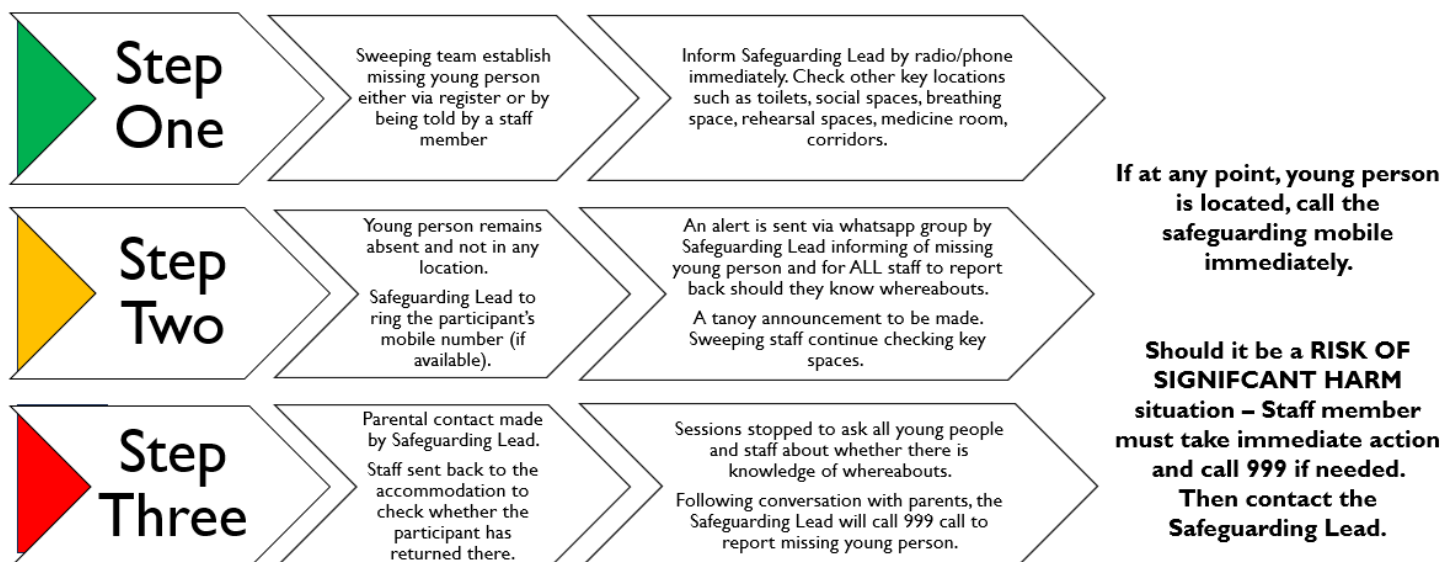 Step
One
Sweeping team establish
missing young person
either via register or by
being told by a staff
member
Inform Safeguarding Lead by radio/phone
immediately. Check other key locations
such as toilets, social spaces, breathing
space, rehearsal spaces, medicine room,
corridors.
Step
Two
Young person remains
absent and not in any
location.
Safeguarding Lead to
ring the participant's
mobile number (if
available).
An alert is sent via whatsapp group by
Safeguarding Lead informing of missing
young person and for ALL staff to report
back should they know whereabouts.
A tanoy announcement to be made.
Sweeping staff continue checking key
spaces.
Step
Three
Parental contact made
by Safeguarding Lead.
Staff sent back to the
accommodation to
check whether the
participant has
returned there.
Sessions stopped to ask all young people
and staff about whether there is
knowledge of whereabouts.
Following conversation with parents, the
Safeguarding Lead will call 999 call to
report missing young person.
If at any point, young person
is located, call the
safeguarding mobile
immediately.
Should it be a RISK OF
SIGNIFCANT HARM
situation – Staff member
must take immediate action
and call 999 if needed.
Then contact the
Safeguarding Lead.